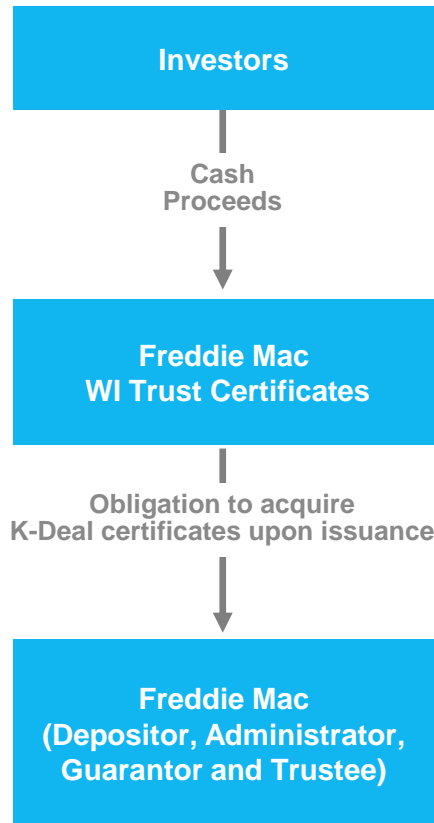 Investors
Cash
Proceeds
Freddie Mac
WI Trust Certificates
Obligation to acquire
K-Deal certificates upon issuance
Freddie Mac
(Depositor, Administrator,
Guarantor and Trustee)